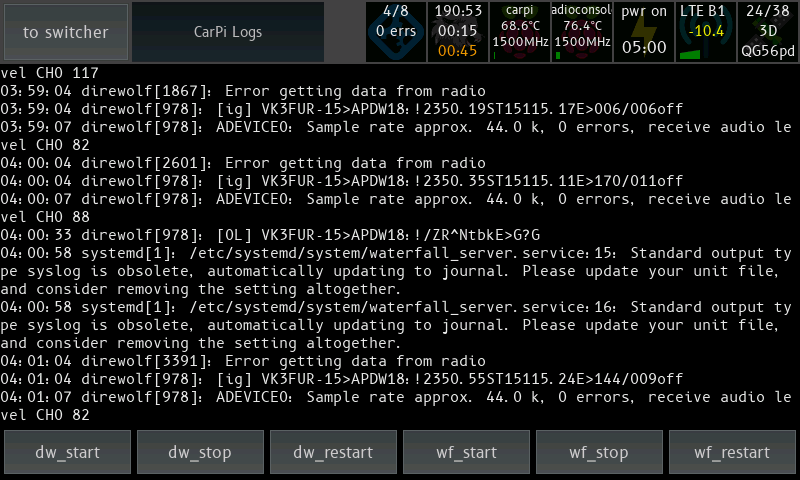 to switcher
CarPi Logs
4/8
0 errs
190:53
00:15
00:45
carpi
68.6°C
1500MHz
adioconsol
76.4°C
1500MHz
pwr on
05:00
LTE B1
-10.4
24/38
3D
QG56pd
vel CH0 117
03:59:04 direwolf[1867]: Error getting data from radio
03:59:04 direwolf[978]: [ig] VK3FUR-15>APDW18:!2350.19ST15115.17E>006/006off
03:59:07 direwolf[978]: ADEVICE0: Sample rate approx. 44.0 k, 0 errors, receive audio le
vel CH0 82
04:00:04 direwolf[2601]: Error getting data from radio
04:00:04 direwolf[978]: [ig] VK3FUR-15>APDW18:!2350.35ST15115.11E>170/011off
04:00:07 direwolf[978]: ADEVICE0: Sample rate approx. 44.0 k, 0 errors, receive audio le
vel CH0 88
04:00:33 direwolf[978]: [0L] VK3FUR-15>APDW18:!/ZR^NtbkE>G?G
04:00:58 systemd[1]: /etc/systemd/system/waterfall_server.service:15: Standard output ty
pe syslog is obsolete, automatically updating to journal. Please update your unit file,
and consider removing the setting altogether.
04:00:58 systemd[1]: /etc/systemd/system/waterfall_server.service:16: Standard output ty
pe syslog is obsolete, automatically updating to journal. Please update your unit file,
and consider removing the setting altogether.
04:01:04 direwolf[3391]: Error getting data from radio
04:01:04 direwolf[978]: [ig] VK3FUR-15>APDW18:!2350.55ST15115.24E>144/009off
04:01:07 direwolf[978]: ADEVICE0: Sample rate approx. 44.0 k, 0 errors, receive audio le
vel CH0 82
dw_start
dw_stop
dw_restart
wf_start
wf_stop
wf_restart